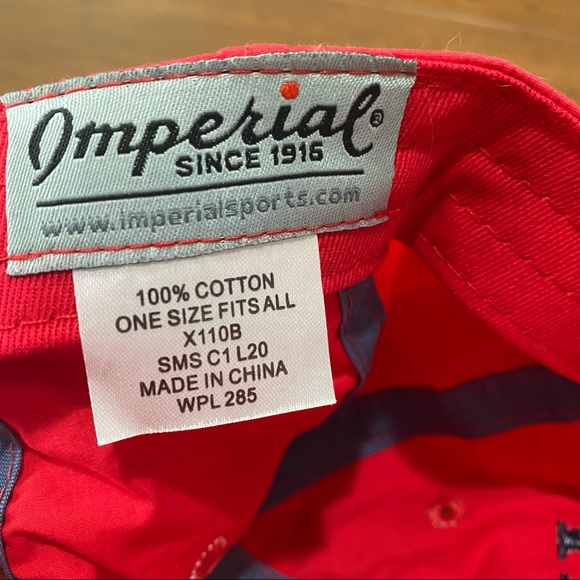 Imperial®
SINCE 1916
www.imperialsports.com
100% COTTON
ONE SIZE FITS ALL
X110B
SMS C1 L20
MADE IN CHINA
WPL 285